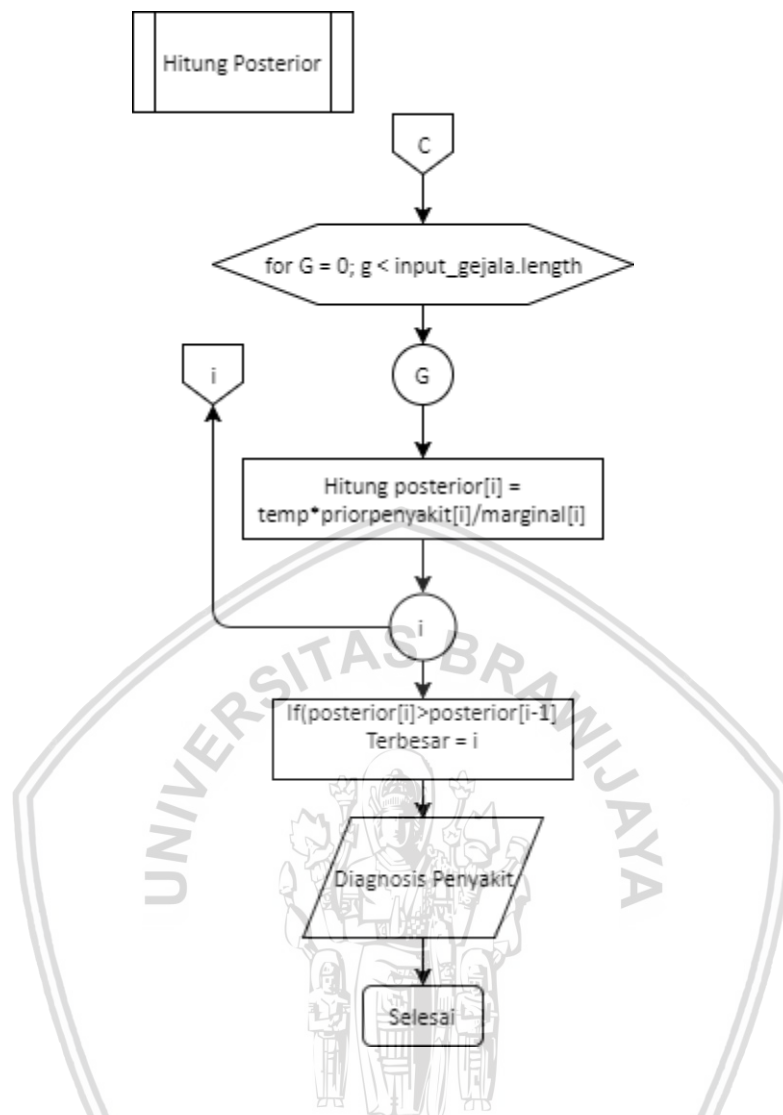 Hitung Posterior
C
for G = 0; g < input_gejala.length
i
G
Hitung posterior[i] =
temp*priorpenyakit[i]/marginal[i]
i
If(posterior[i]>posterior[i-1]
Terbesar = i
Diagnosis Penyakit
Selesai
UNIVERSITAS BRAWIJAYA